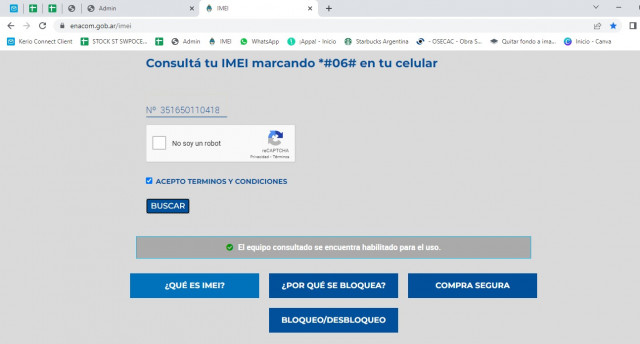 Admin
Admin
IMEI
enacom.gob.ar/imei
Kerio Connect Client
STOCK ST SWPOCE...
Admin
IMEI
WhatsApp
¡Appa! - Inicio
Starbucks Argentina
- OSECAC - Obra S...
Quitar fondo a ima...
Inicio - Canva
Consultá tu IMEI marcando *#06# en tu celular
Nº 351650110418
No soy un robot
reCAPTCHA
Privacidad - Términos
ACEPTO TERMINOS Y CONDICIONES
BUSCAR
El equipo consultado se encuentra habilitado para el uso.
¿QUÉ ES IMEI?
¿POR QUÉ SE BLOQUEA?
COMPRA SEGURA
BLOQUEO/DESBLOQUEO